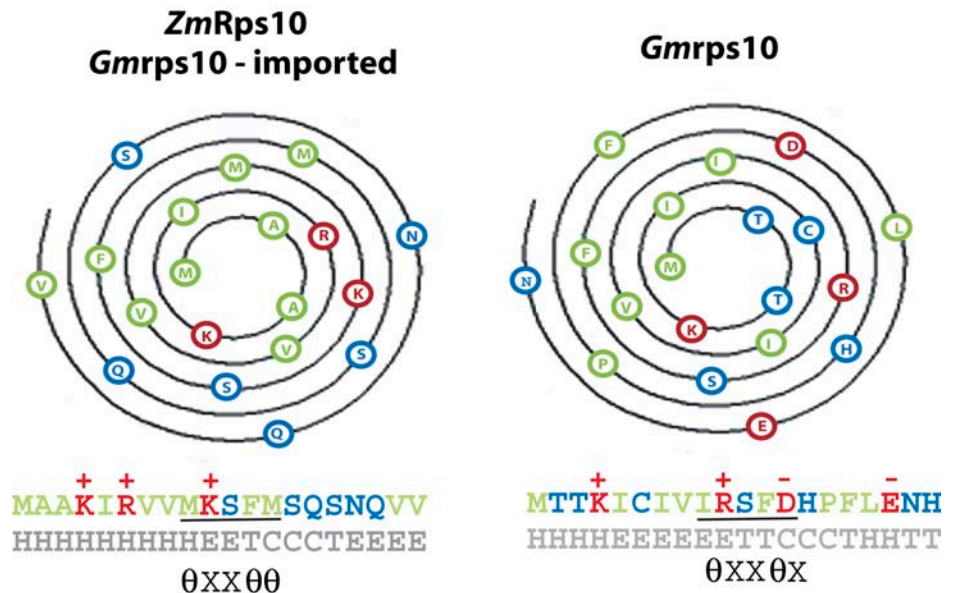 ZmRps10
Gmrps10 - imported
S
M
M
I
A
R
N
F
M
V
K
A
V
K
V
S
Q
S
Q
+ + +
MAAKIRVVMKSFMSQSNQVV
HHHHHHHHHEETCCCTEEEE
θXXθθ
Gmrps10
F
D
I
I
T
C
L
F
M
N
R
T
V
K
I
H
P
S
E
+ + - -
MTTKICIVIRSFDHPFLENH
HHHHEEEEEETTCCCTHHTT
θXXθX